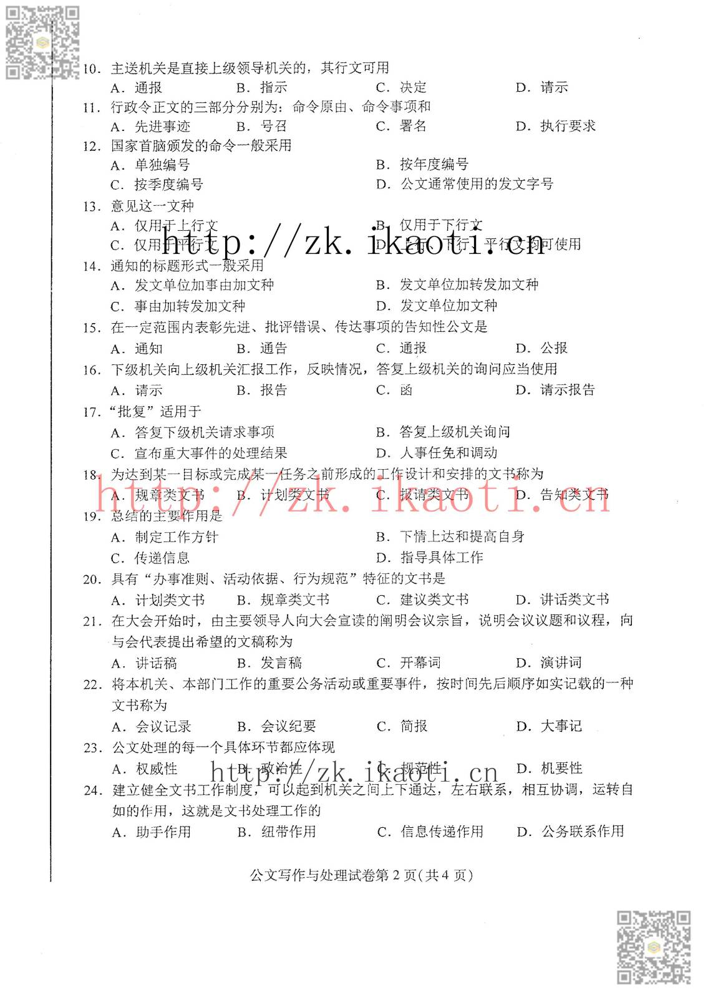 10．主送机关是直接上级领导机关的，其行文可用
A．通报 B．指示 C．决定 D．请示
11．行政令正文的三部分分别为：命令原由、命令事项和
A．先进事迹 B．号召 C．署名 D．执行要求
12．国家首脑颁发的命令一般采用
A．单独编号 B．按年度编号
C．按季度编号 D．公文通常使用的发文字号
13．意见这一文种
A．仅用于上行文 B．仅用于下行文
http://zk.ikaoti.cn
C．仅用于平行文 D．上行、下行、平行文均可使用
14．通知的标题形式一般采用
A．发文单位加事由加文种 B．发文单位加转发加文种
C．事由加转发加文种 D．发文单位加文种
15．在一定范围内表彰先进、批评错误、传达事项的告知性公文是
A．通知 B．通告 C．通报 D．公报
16．下级机关向上级机关汇报工作，反映情况，答复上级机关的询问应当使用
A．请示 B．报告 C．函 D．请示报告
17．“批复”适用于
A．答复下级机关请求事项 B．答复上级机关询问
C．宣布重大事件的处理结果 D．人事任免和调动
18．为达到某一目标或完成某一任务之前形成的工作设计和安排的文书称为
http://zk.ikaoti.cn
A．规章类文书 B．计划类文书 C．报请类文书 D．告知类文书
19．总结的主要作用是
A．制定工作方针 B．下情上达和提高自身
C．传递信息 D．指导具体工作
20．具有“办事准则、活动依据、行为规范”特征的文书是
A．计划类文书 B．规章类文书 C．建议类文书 D．讲话类文书
21．在大会开始时，由主要领导人向大会宣读的阐明会议宗旨，说明会议议题和议程，向
与会代表提出希望的文稿称为
A．讲话稿 B．发言稿 C．开幕词 D．演讲词
22．将本机关、本部门工作的重要公务活动或重要事件，按时间先后顺序如实记载的一种
文书称为
A．会议记录 B．会议纪要 C．简报 D．大事记
23．公文处理的每一个具体环节都应体现
A．权威性 B．政治性 C．规范性 D．机要性
http://zk.ikaoti.cn
24．建立健全文书工作制度，可以起到机关之间上下通达，左右联系，相互协调，运转自
如的作用，这就是文书处理工作的
A．助手作用 B．纽带作用 C．信息传递作用 D．公务联系作用
公文写作与处理试卷第 2 页(共 4 页)